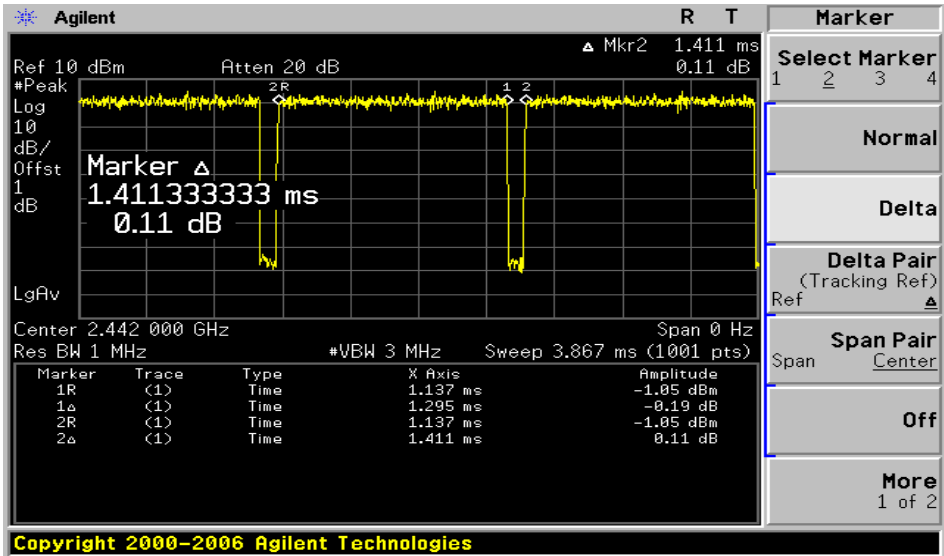 Agilent R T
Δ Mkr2 1.411 ms
Ref 10 dBm Atten 20 dB 0.11 dB
#Peak
Log
10
dB/
Offst
1
dB
2R 1 2
Marker Δ
1.411333333 ms
0.11 dB
LgAv
Center 2.442 000 GHz Span 0 Hz
Res BW 1 MHz #VBW 3 MHz Sweep 3.867 ms (1001 pts)
Marker Trace Type X Axis Amplitude
1R (1) Time 1.137 ms -1.05 dBm
1Δ (1) Time 1.295 ms -0.19 dB
2R (1) Time 1.137 ms -1.05 dBm
2Δ (1) Time 1.411 ms 0.11 dB
Marker
Select Marker
1 2 3 4
Normal
Delta
Delta Pair
(Tracking Ref)
Ref Δ
Span Pair
Span Center
Off
More
1 of 2
Copyright 2000-2006 Agilent Technologies